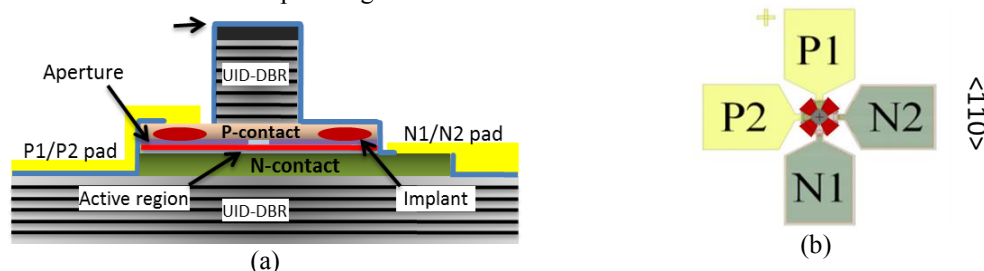 UID-DBR
Aperture
P-contact
N1/N2 pad
P1/P2 pad
N-contact
Active region
Implant
UID-DBR
(a)
P1
P2
N2
N1
<110>
(b)